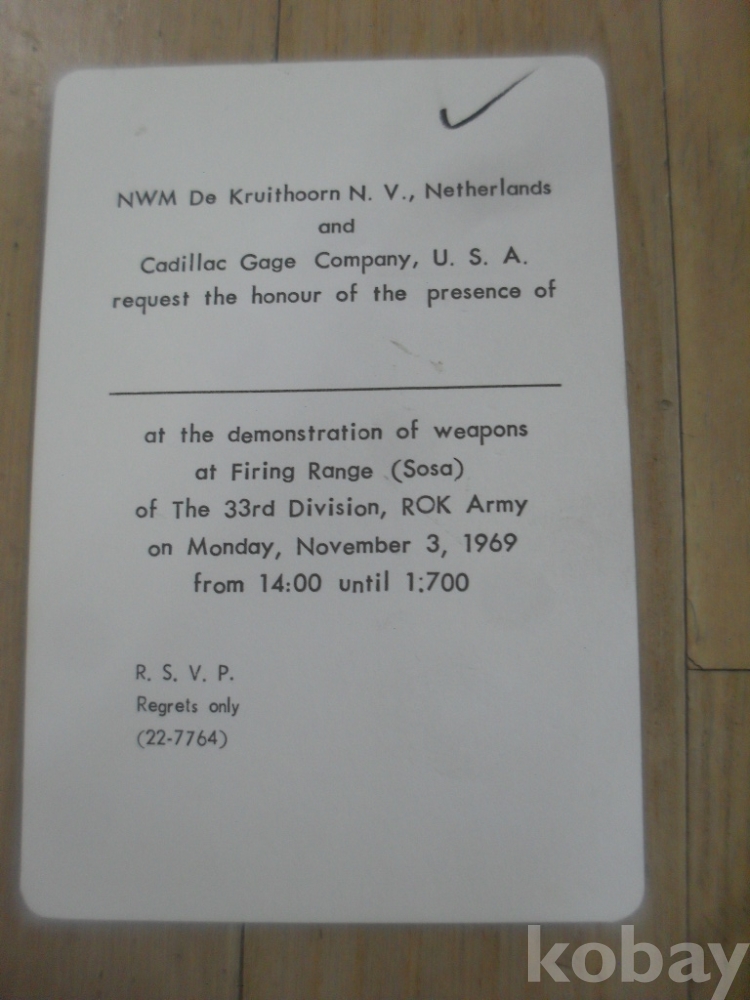 NWM De Kruithoorn N. V., Netherlands
and
Cadillac Gage Company, U. S. A.
request the honour of the presence of
at the demonstration of weapons
at Firing Range (Sosa)
of The 33rd Division, ROK Army
on Monday, November 3, 1969
from 14:00 until 1:700
R. S. V. P.
Regrets only
(22-7764)
kobay